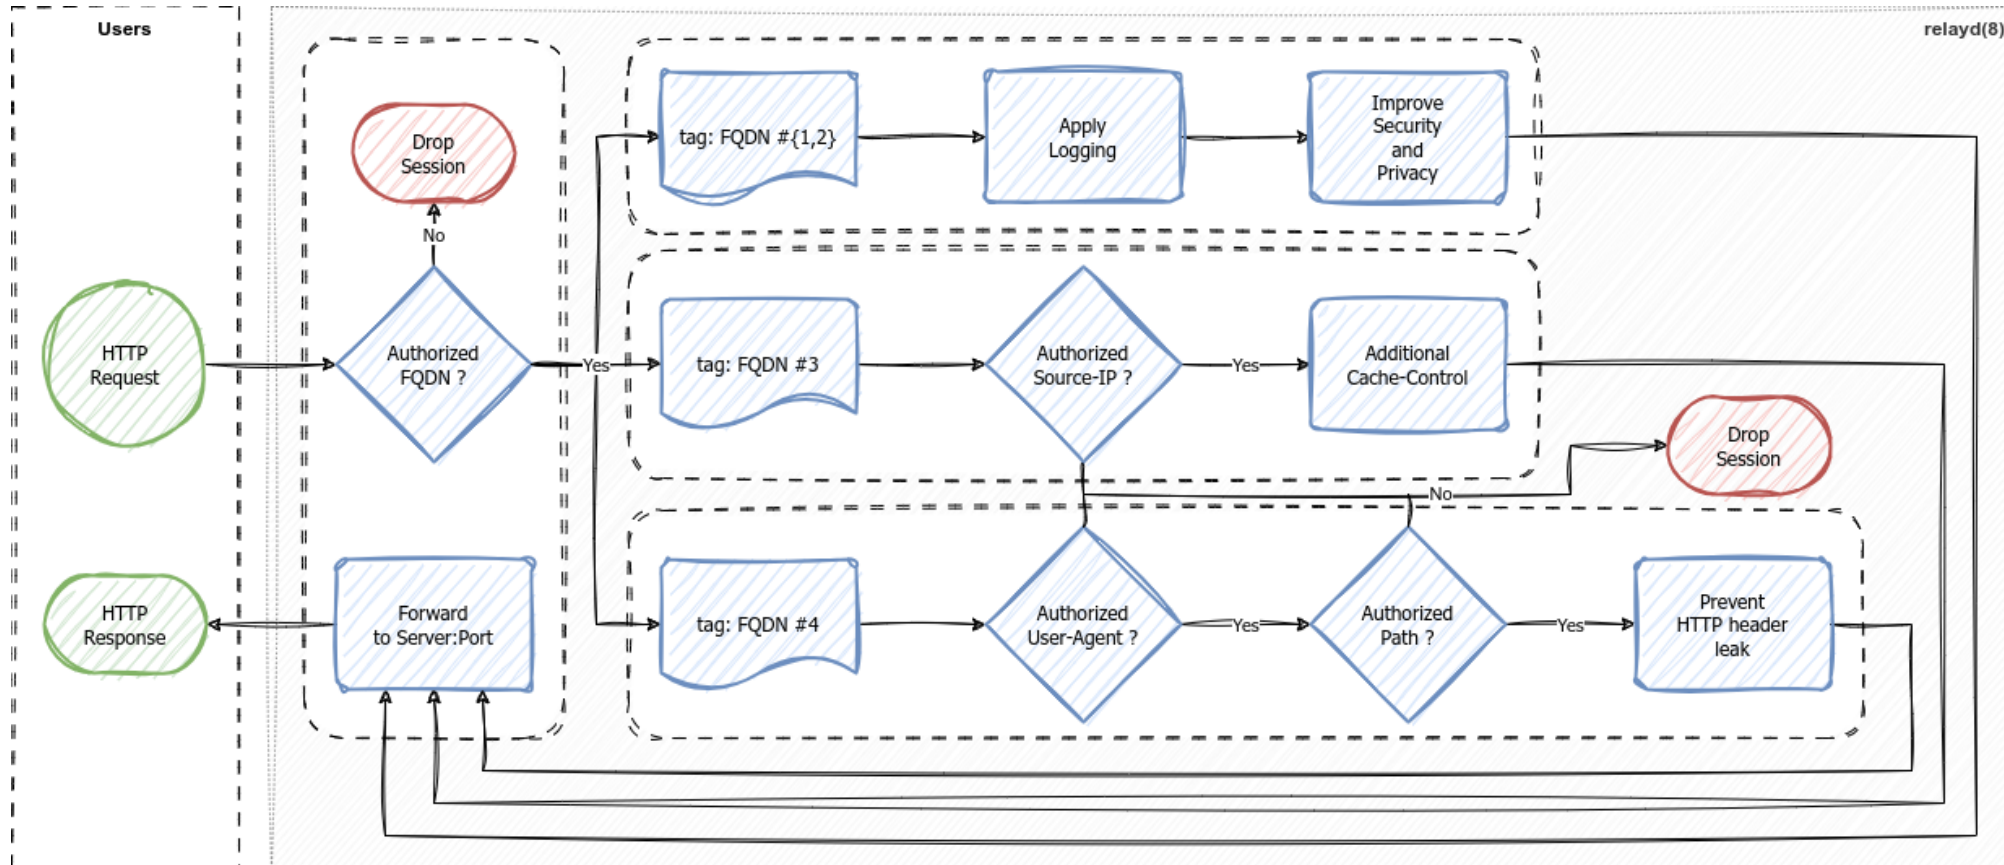 Users
relayd(8)
Drop
Session
No
HTTP
Request
Authorized
FQDN ?
Yes
tag: FQDN #{1,2}
Apply
Logging
Improve
Security
and
Privacy
tag: FQDN #3
Authorized
Source-IP ?
Yes
Additional
Cache-Control
Drop
Session
No
tag: FQDN #4
Authorized
User-Agent ?
Yes
Authorized
Path ?
Yes
Prevent
HTTP header
leak
Forward
to Server:Port
HTTP
Response